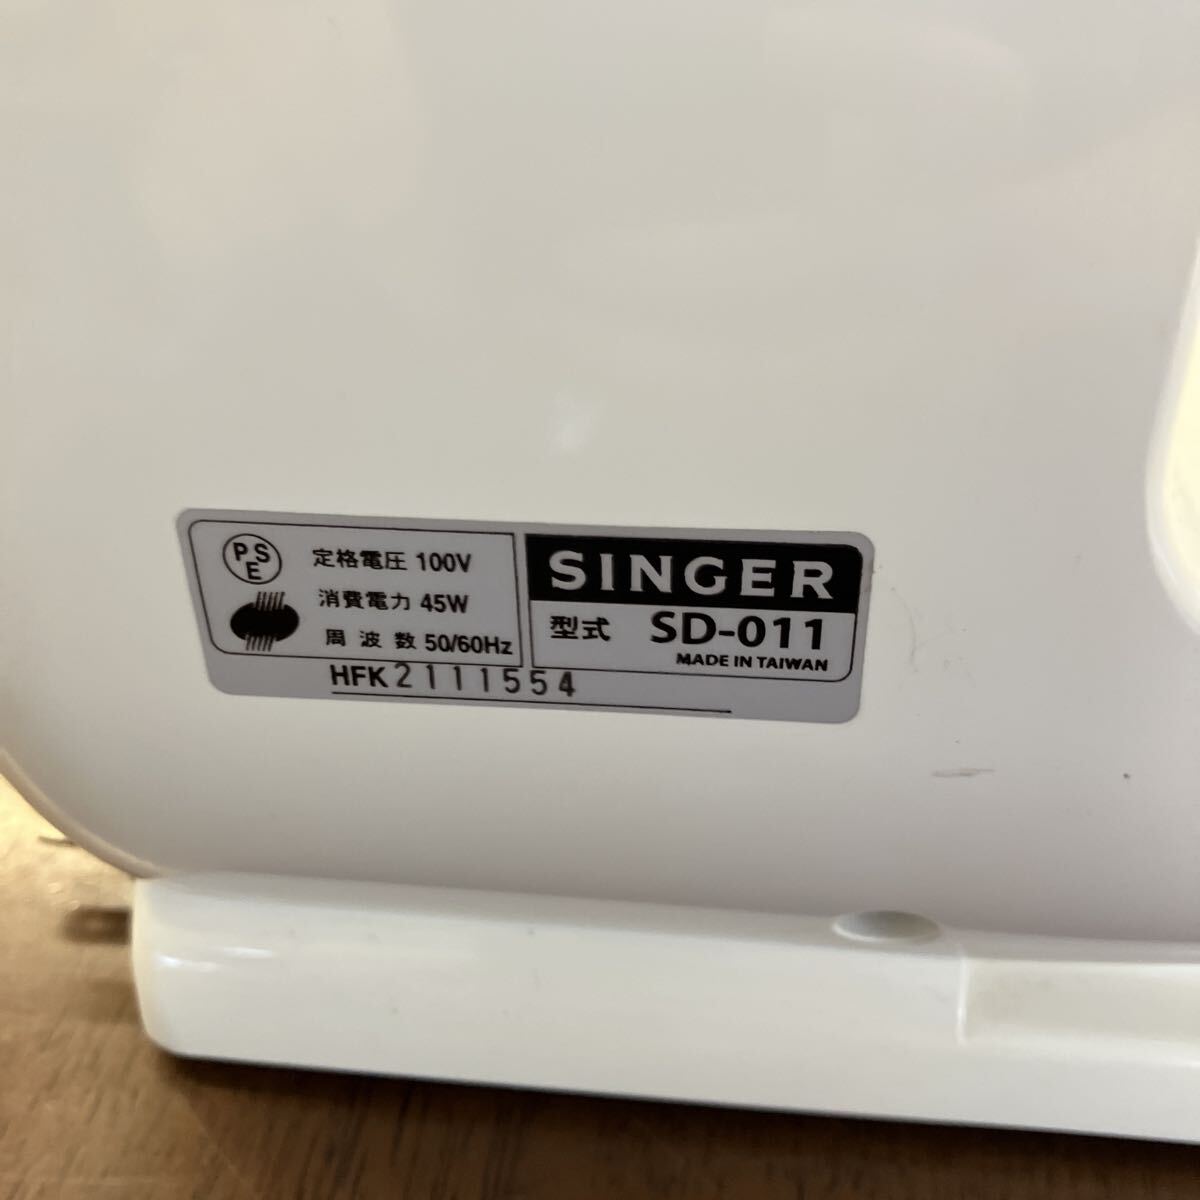 PSE
定格電圧 100V
消費電力 45W
周波数 50/60Hz
SINGER
型式 SD-011
MADE IN TAIWAN
HFK2111554